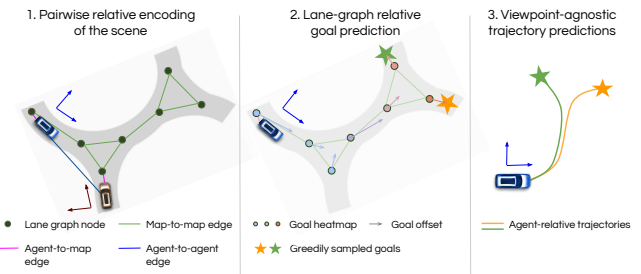 1. Pairwise relative encoding
of the scene
2. Lane-graph relative
goal prediction
3. Viewpoint-agnostic
trajectory predictions
Lane graph node
Map-to-map edge
Agent-to-map
edge
Agent-to-agent
edge
Goal heatmap
Goal offset
Greedily sampled goals
Agent-relative trajectories